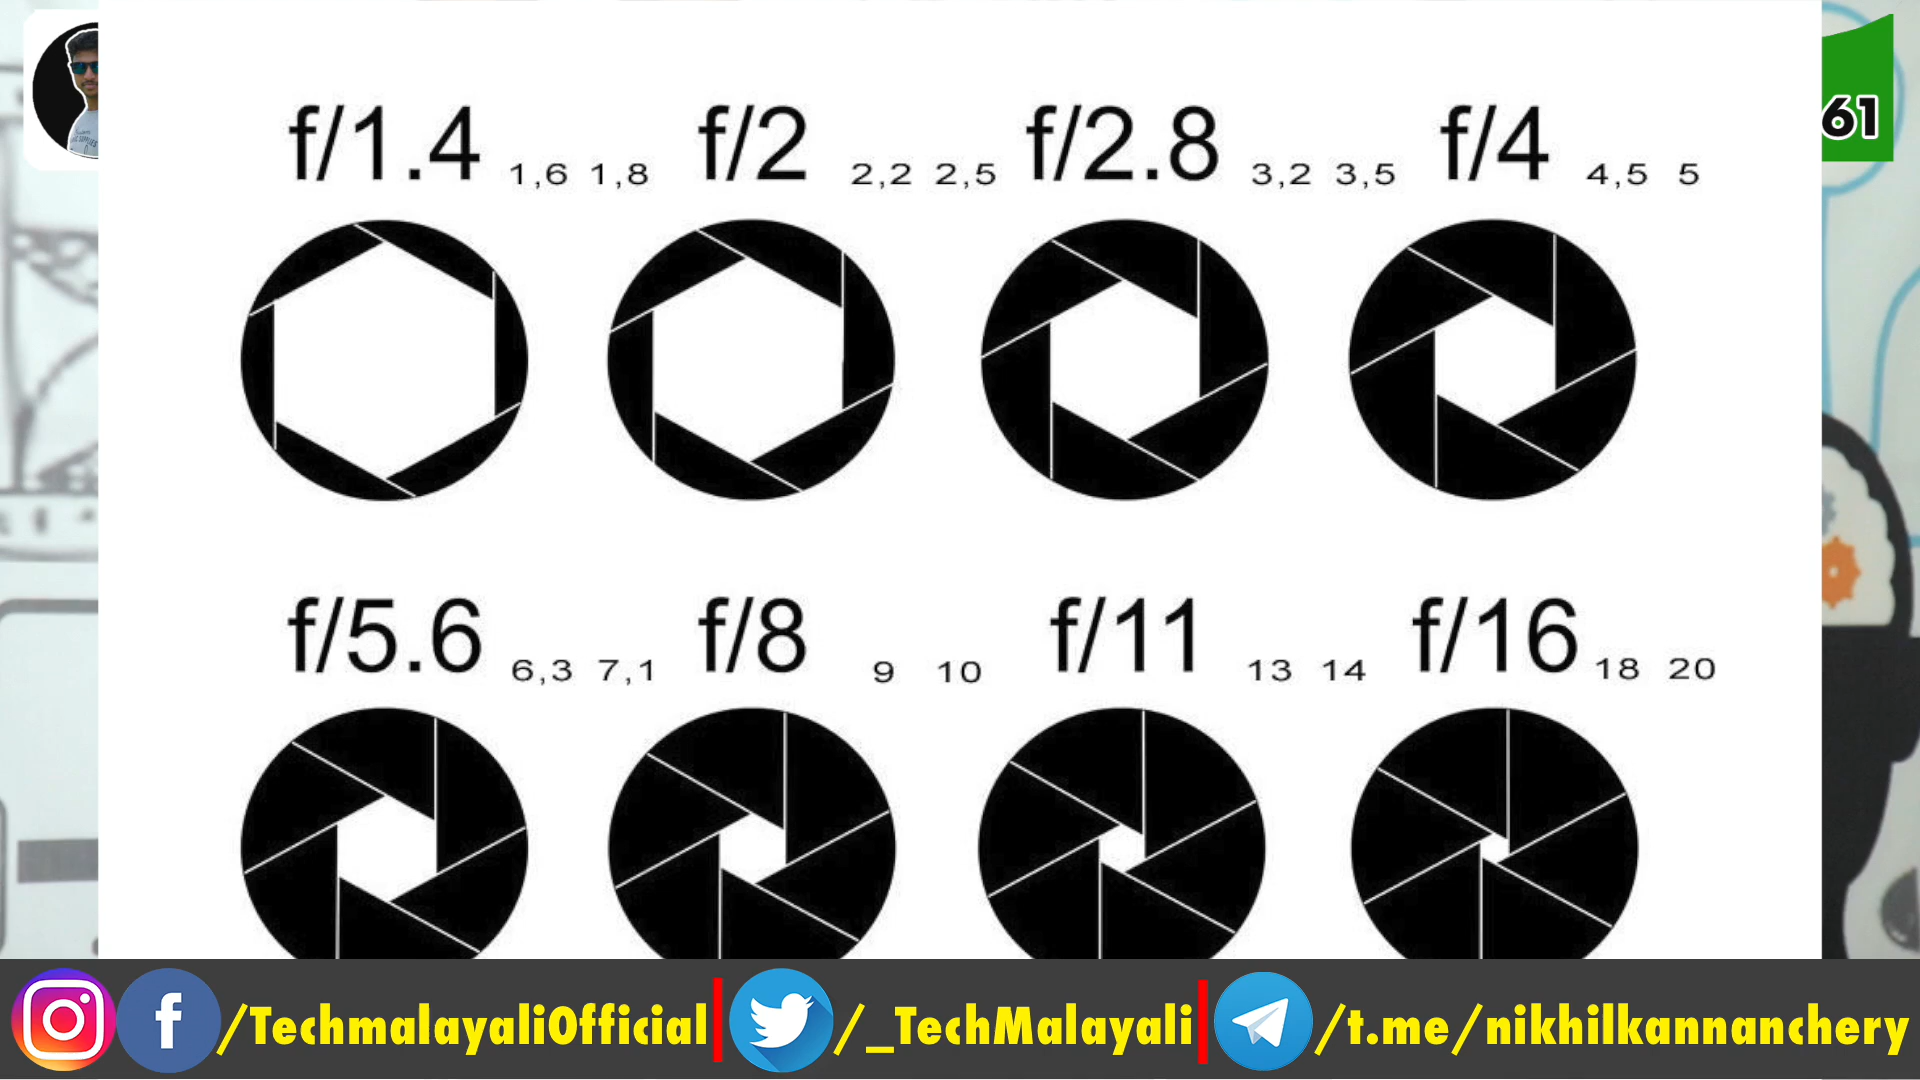 f/1.4 1,6 1,8 f/2 2,2 2,5 f/2.8 3,2 3,5 f/4 4,5 5
61
f/5.6 6,3 7,1 f/8 9 10 f/11 13 14 f/16 18 20
/TechmalayaliOfficial /_TechMalayali /t.me/nikhilkannanchery